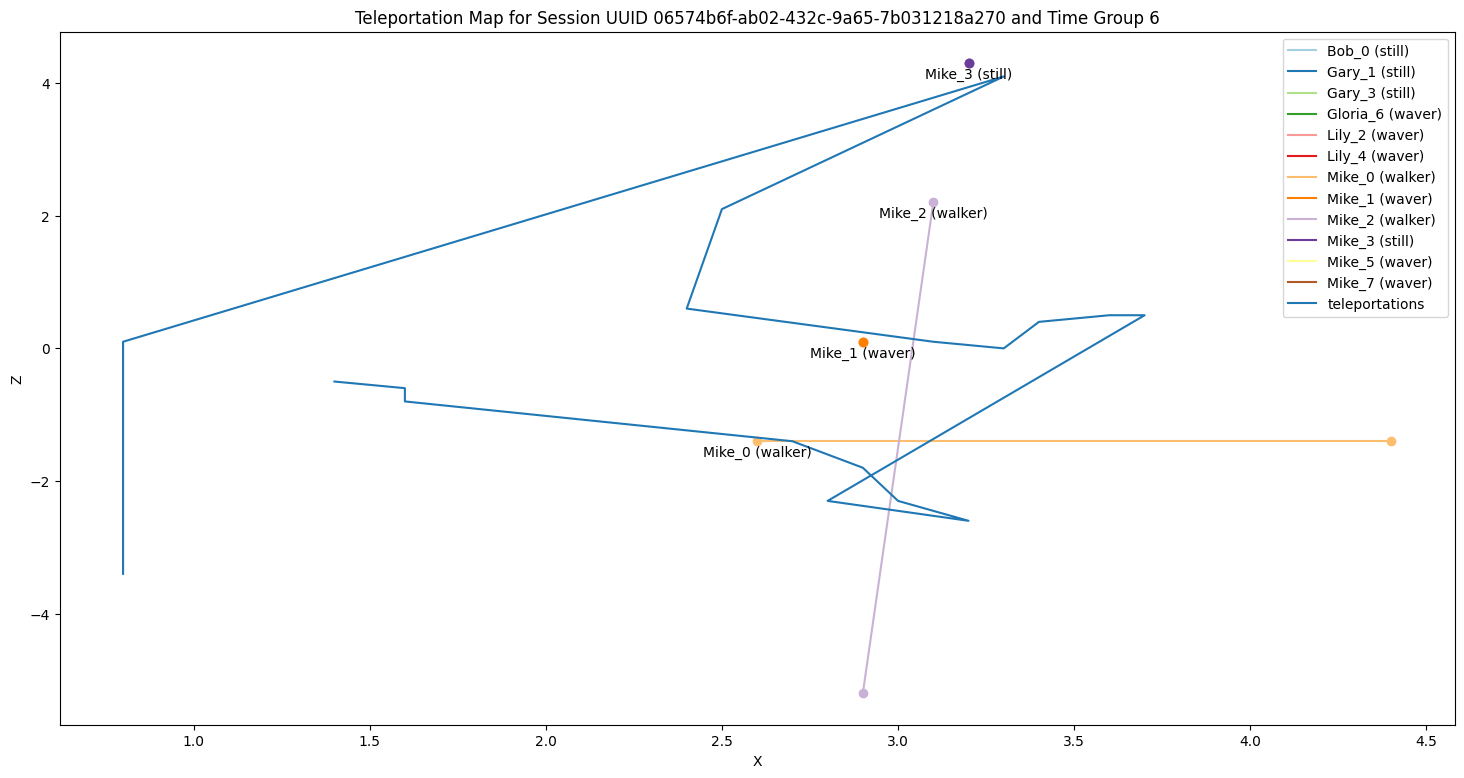 Teleportation Map for Session UUID 06574b6f-ab02-432c-9a65-7b031218a270 and Time Group 6
Bob_0 (still)
Gary_1 (still)
Gary_3 (still)
Gloria_6 (waver)
Lily_2 (waver)
Lily_4 (waver)
Mike_0 (walker)
Mike_1 (waver)
Mike_2 (walker)
Mike_3 (still)
Mike_5 (waver)
Mike_7 (waver)
teleportations
Mike_3 (still)
Mike_2 (walker)
Mike_1 (waver)
Mike_0 (walker)
Z
4
2
0
−2
−4
1.0 1.5 2.0 2.5 3.0 3.5 4.0 4.5
X